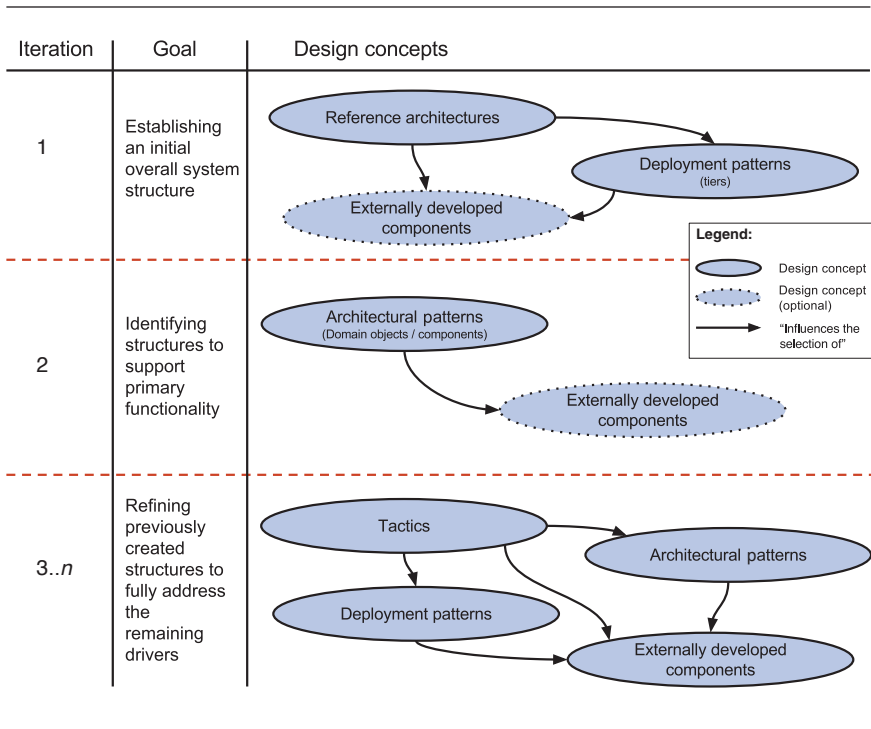 Iteration
Goal
Design concepts
1
Establishing
an initial
overall system
structure
Reference architectures
Deployment patterns
(tiers)
Externally developed
components
Legend:
Design concept
Design concept
(optional)
“Influences the
selection of”
2
Identifying
structures to
support
primary
functionality
Architectural patterns
(Domain objects / components)
Externally developed
components
3..n
Refining
previously
created
structures to
fully address
the
remaining
drivers
Tactics
Architectural patterns
Deployment patterns
Externally developed
components